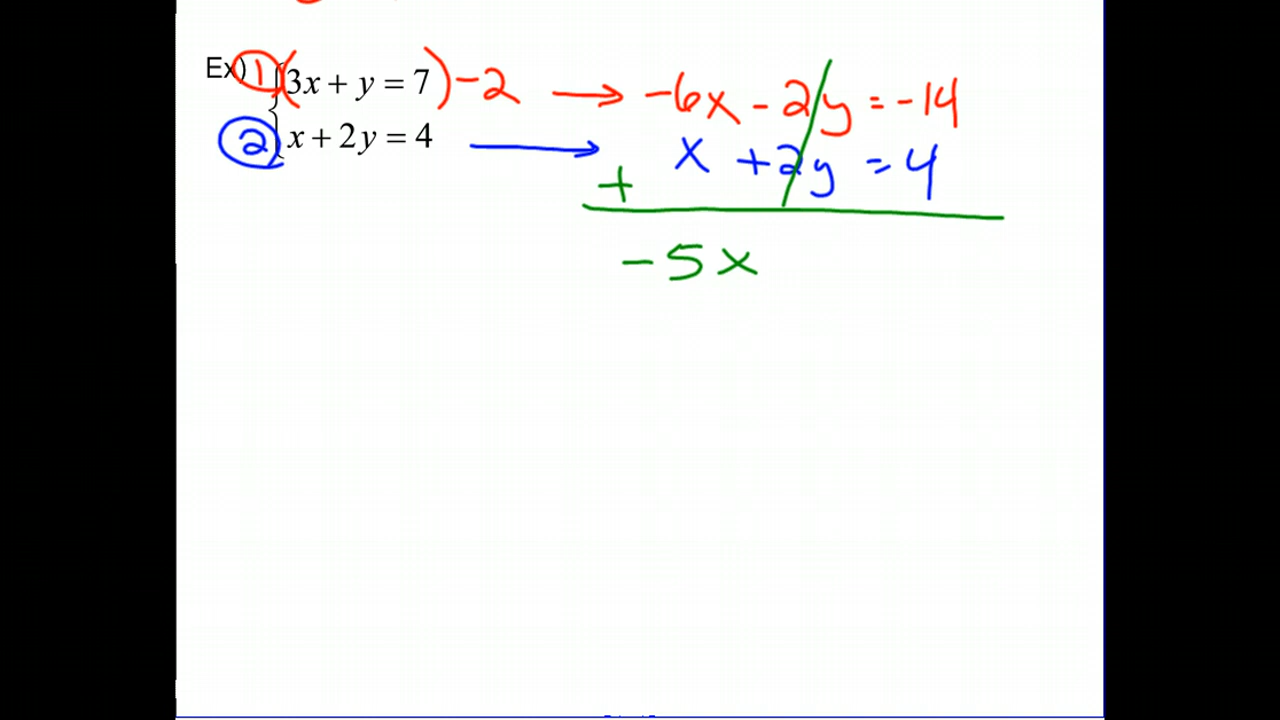 Ex) ① (3x + y = 7) -2 → -6x - 2y = -14
② x + 2y = 4 → x + 2y = 4
+
-5x